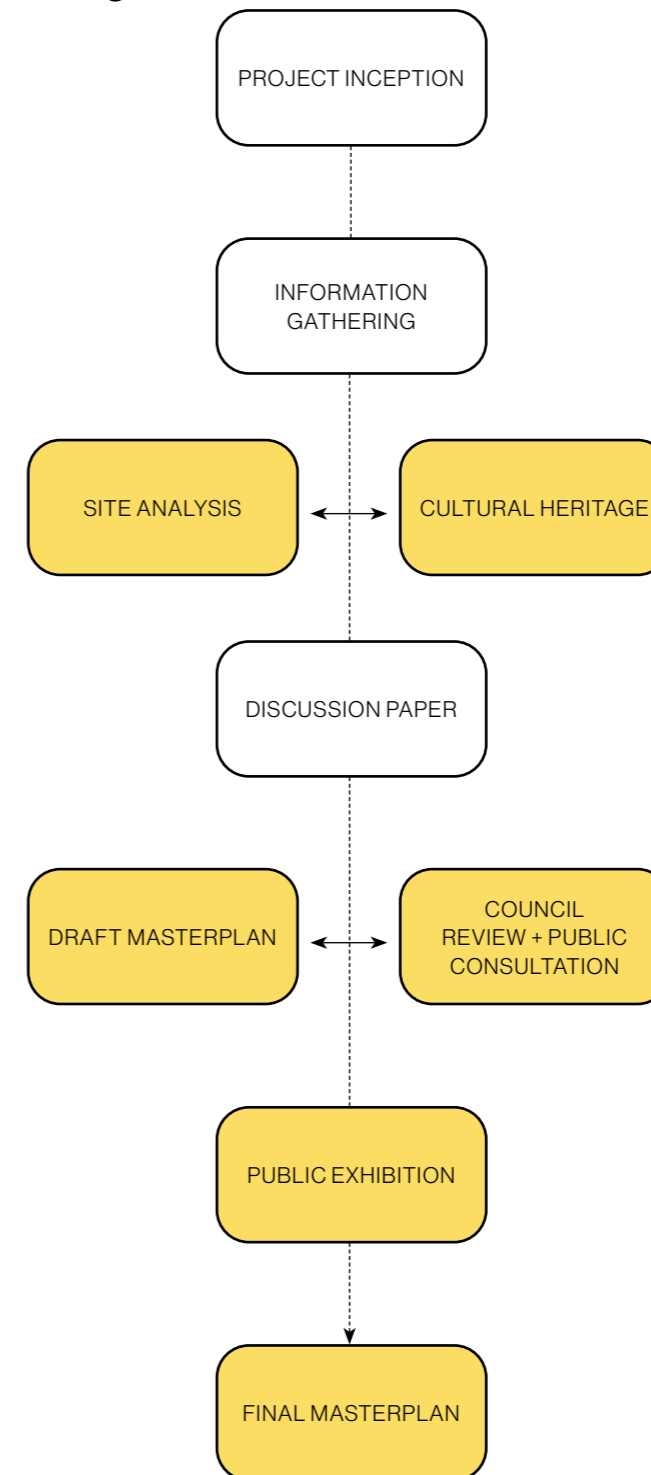 PROJECT INCEPTION
INFORMATION
GATHERING
SITE ANALYSIS
CULTURAL HERITAGE
DISCUSSION PAPER
DRAFT MASTERPLAN
COUNCIL
REVIEW + PUBLIC
CONSULTATION
PUBLIC EXHIBITION
FINAL MASTERPLAN